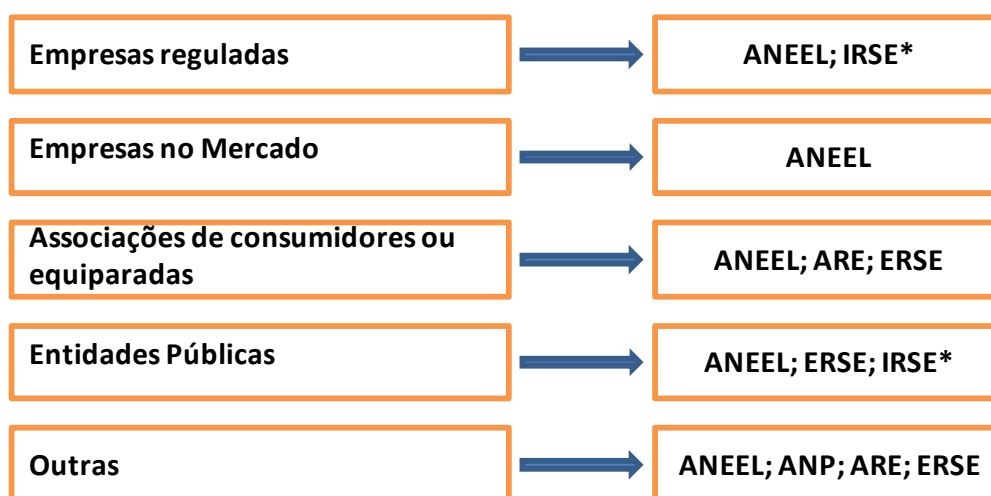 Empresas reguladas
ANEEL; IRSE*
Empresas no Mercado
ANEEL
Associações de consumidores ou
equiparadas
ANEEL; ARE; ERSE
Entidades Públicas
ANEEL; ERSE; IRSE*
Outras
ANEEL; ANP; ARE; ERSE